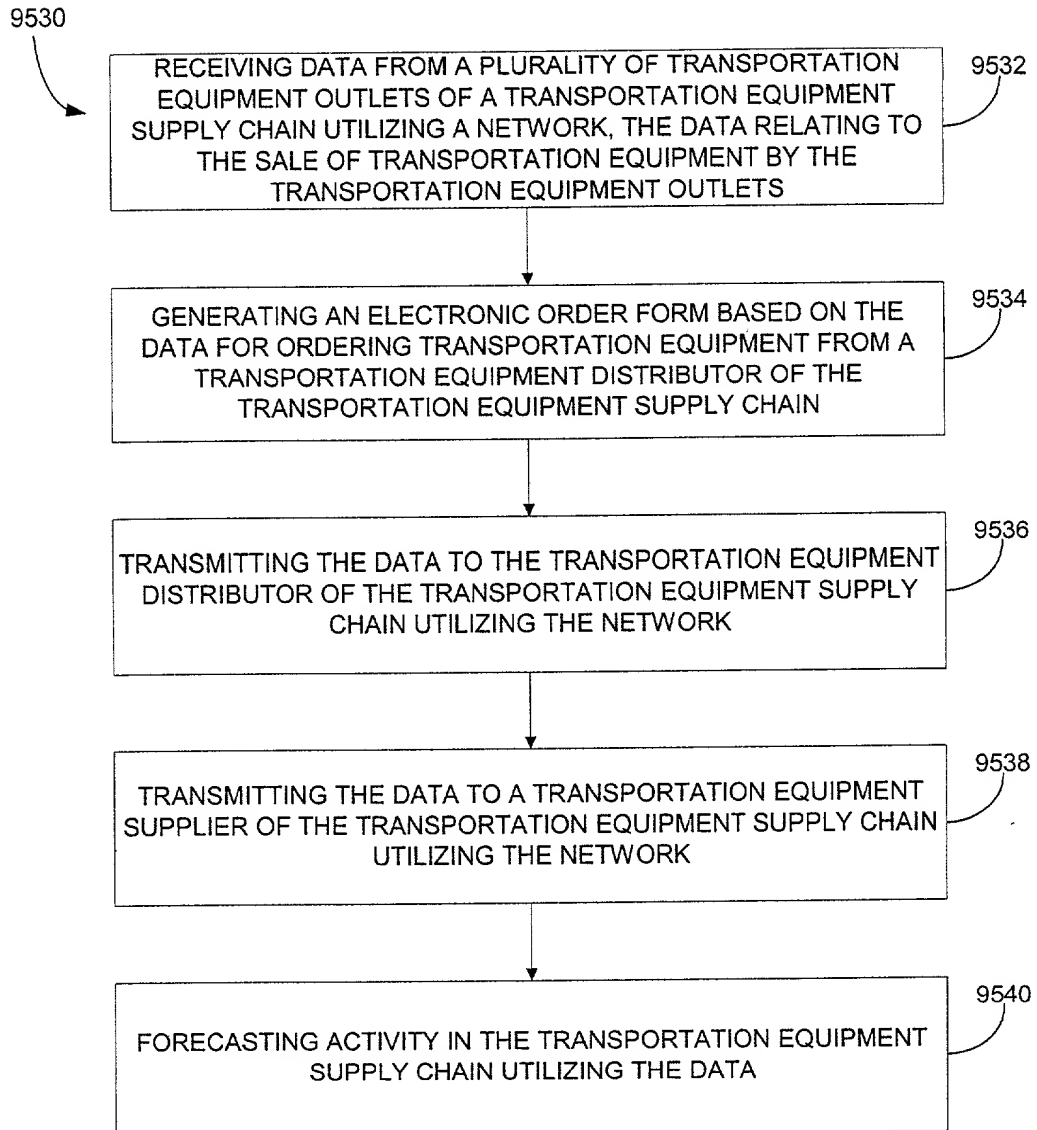 9530
RECEIVING DATA FROM A PLURALITY OF TRANSPORTATION
EQUIPMENT OUTLETS OF A TRANSPORTATION EQUIPMENT
SUPPLY CHAIN UTILIZING A NETWORK, THE DATA RELATING TO
THE SALE OF TRANSPORTATION EQUIPMENT BY THE
TRANSPORTATION EQUIPMENT OUTLETS
9532
GENERATING AN ELECTRONIC ORDER FORM BASED ON THE
DATA FOR ORDERING TRANSPORTATION EQUIPMENT FROM A
TRANSPORTATION EQUIPMENT DISTRIBUTOR OF THE
TRANSPORTATION EQUIPMENT SUPPLY CHAIN
9534
TRANSMITTING THE DATA TO THE TRANSPORTATION EQUIPMENT
DISTRIBUTOR OF THE TRANSPORTATION EQUIPMENT SUPPLY
CHAIN UTILIZING THE NETWORK
9536
TRANSMITTING THE DATA TO A TRANSPORTATION EQUIPMENT
SUPPLIER OF THE TRANSPORTATION EQUIPMENT SUPPLY CHAIN
UTILIZING THE NETWORK
9538
FORECASTING ACTIVITY IN THE TRANSPORTATION EQUIPMENT
SUPPLY CHAIN UTILIZING THE DATA
9540